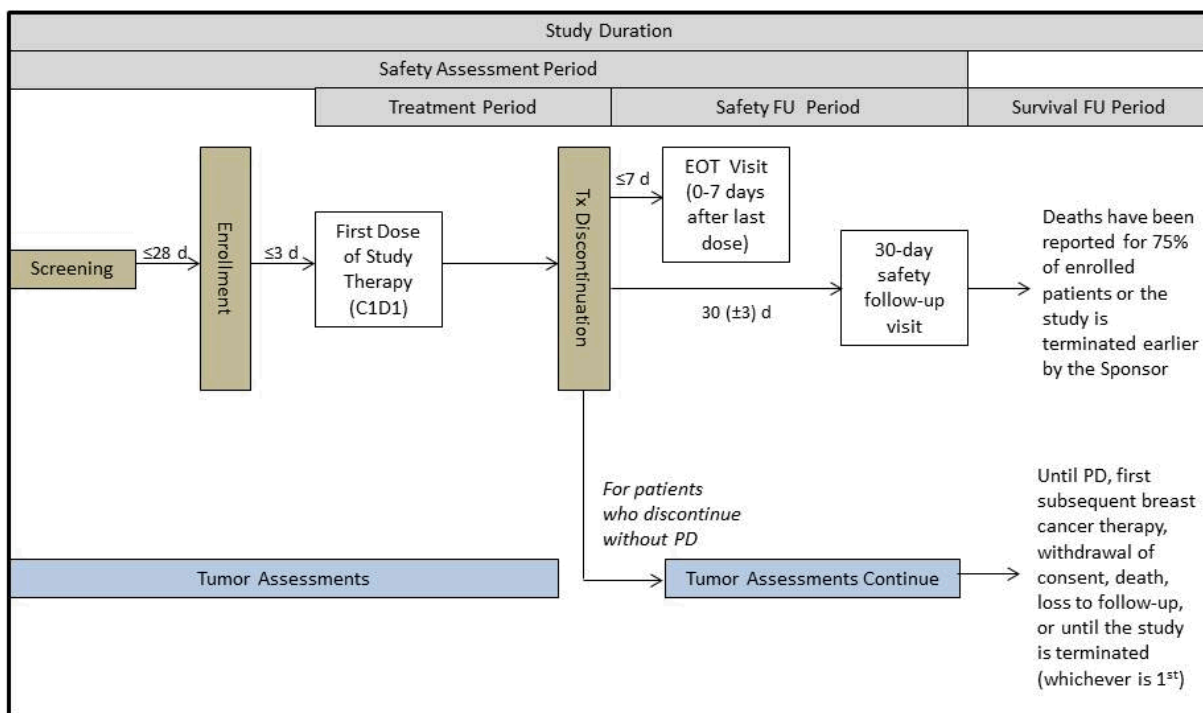 Study Duration
Safety Assessment Period
Treatment Period
Safety FU Period
Survival FU Period
Screening
≤28 d
Enrollment
≤3 d
First Dose
of Study
Therapy
(C1D1)
Tx Discontinuation
≤7 d
EOT Visit
(0-7 days
after last
dose)
30 (±3) d
30-day
safety
follow-up
visit
Deaths have been
reported for 75%
of enrolled
patients or the
study is
terminated earlier
by the Sponsor
For patients
who discontinue
without PD
Tumor Assessments
Tumor Assessments Continue
Until PD, first
subsequent breast
cancer therapy,
withdrawal of
consent, death,
loss to follow-up,
or until the study
is terminated
(whichever is 1st)